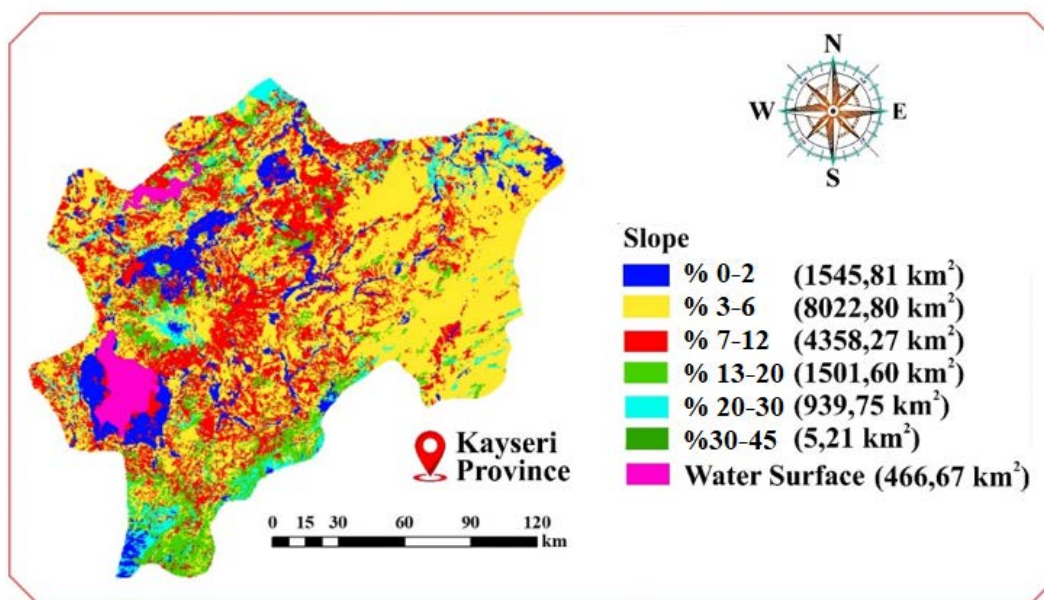 N
W E
S
Slope
% 0-2 (1545,81 km²)
% 3-6 (8022,80 km²)
% 7-12 (4358,27 km²)
% 13-20 (1501,60 km²)
% 20-30 (939,75 km²)
%30-45 (5,21 km²)
Water Surface (466,67 km²)
Kayseri
Province
0 15 30 60 90 120
km